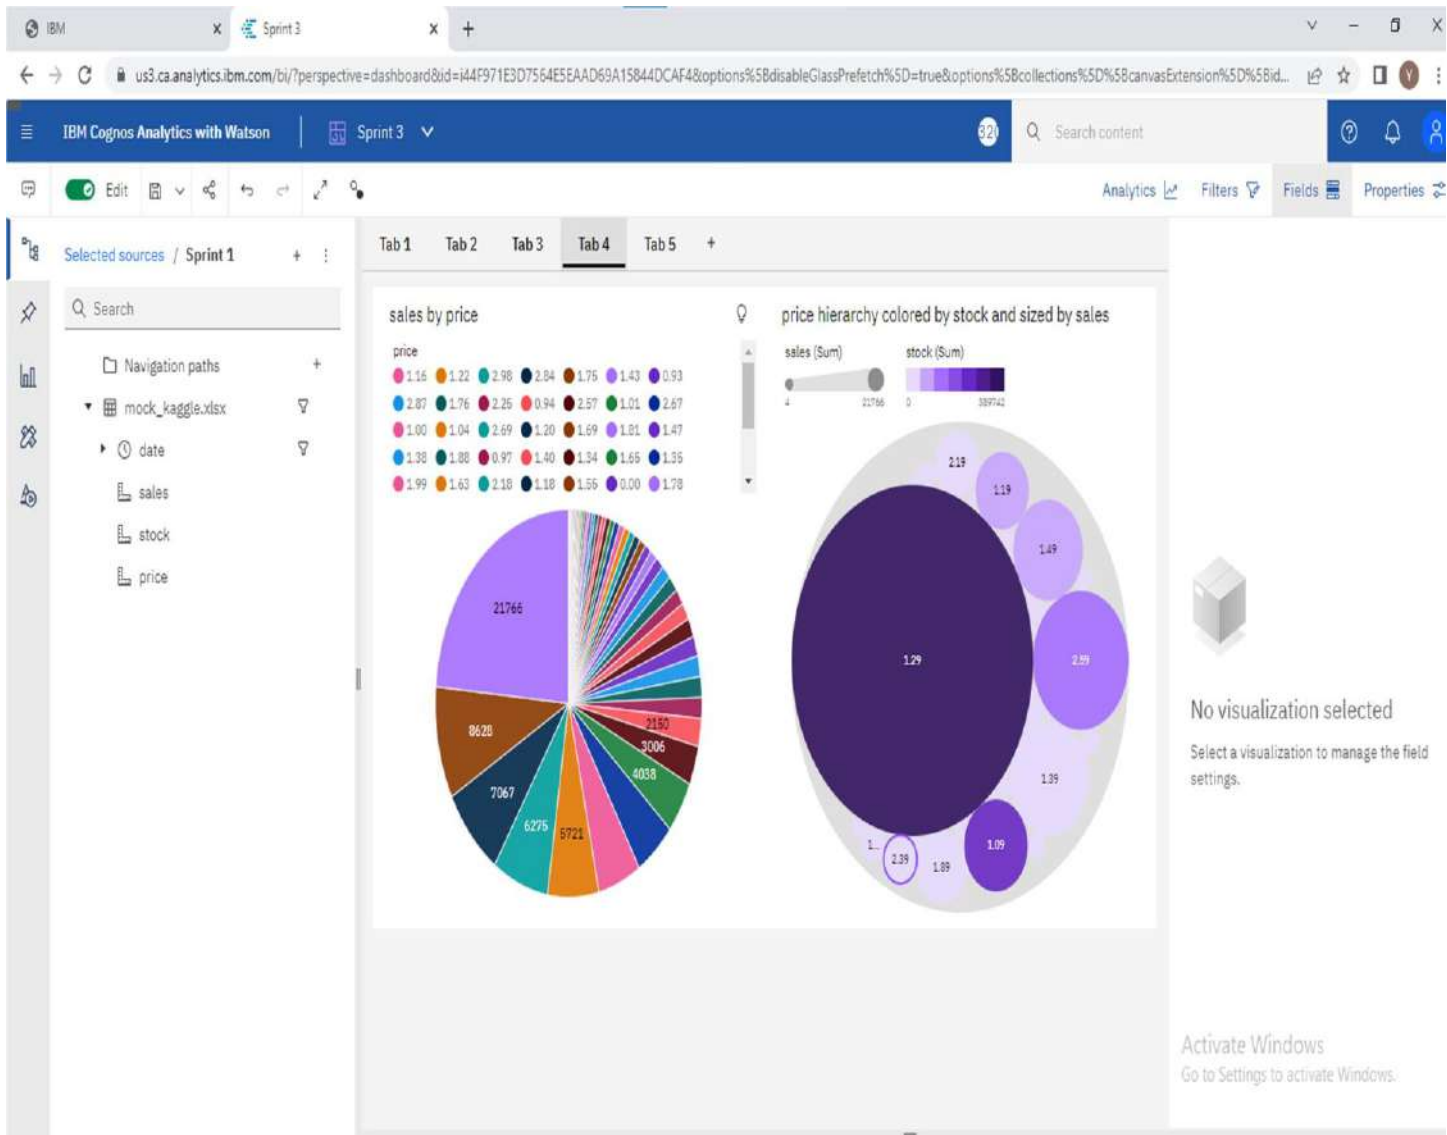 IBM
Sprint 3
us3.ca.analytics.ibm.com/bi/?perspective=dashboard&id=i44F971E3D7564E5EAAD69A15844DCAF4&options%5BdisableGlassPrefetch%5D=true&options%5Bcollections%5D%5BcanvasExtension%5D%5Bid...
Y
IBM Cognos Analytics with Watson
Sprint 3
Search content
Edit
Analytics
Filters
Fields
Properties
Selected sources / Sprint 1
Tab 1 Tab 2 Tab 3 Tab 4 Tab 5 +
Search
Navigation paths
mock_kaggle.xlsx
date
sales
stock
price
sales by price
price
1.16 1.22 2.98 2.84 1.75 1.43 0.93
2.87 1.76 2.25 0.94 2.57 1.01 2.67
1.00 1.04 2.69 1.20 1.69 1.81 1.47
1.38 1.88 0.97 1.40 1.34 1.65 1.35
1.99 1.63 2.18 1.18 1.55 0.00 1.78
21766
8628
7067
6275
5721
4038
3006
2150
price hierarchy colored by stock and sized by sales
sales (Sum)
4 21766
stock (Sum)
0 389742
2.19
1.19
1.49
1.29
1.39
1...
2.39
1.89
1.09
No visualization selected
Select a visualization to manage the field
settings.
Activate Windows
Go to Settings to activate Windows.